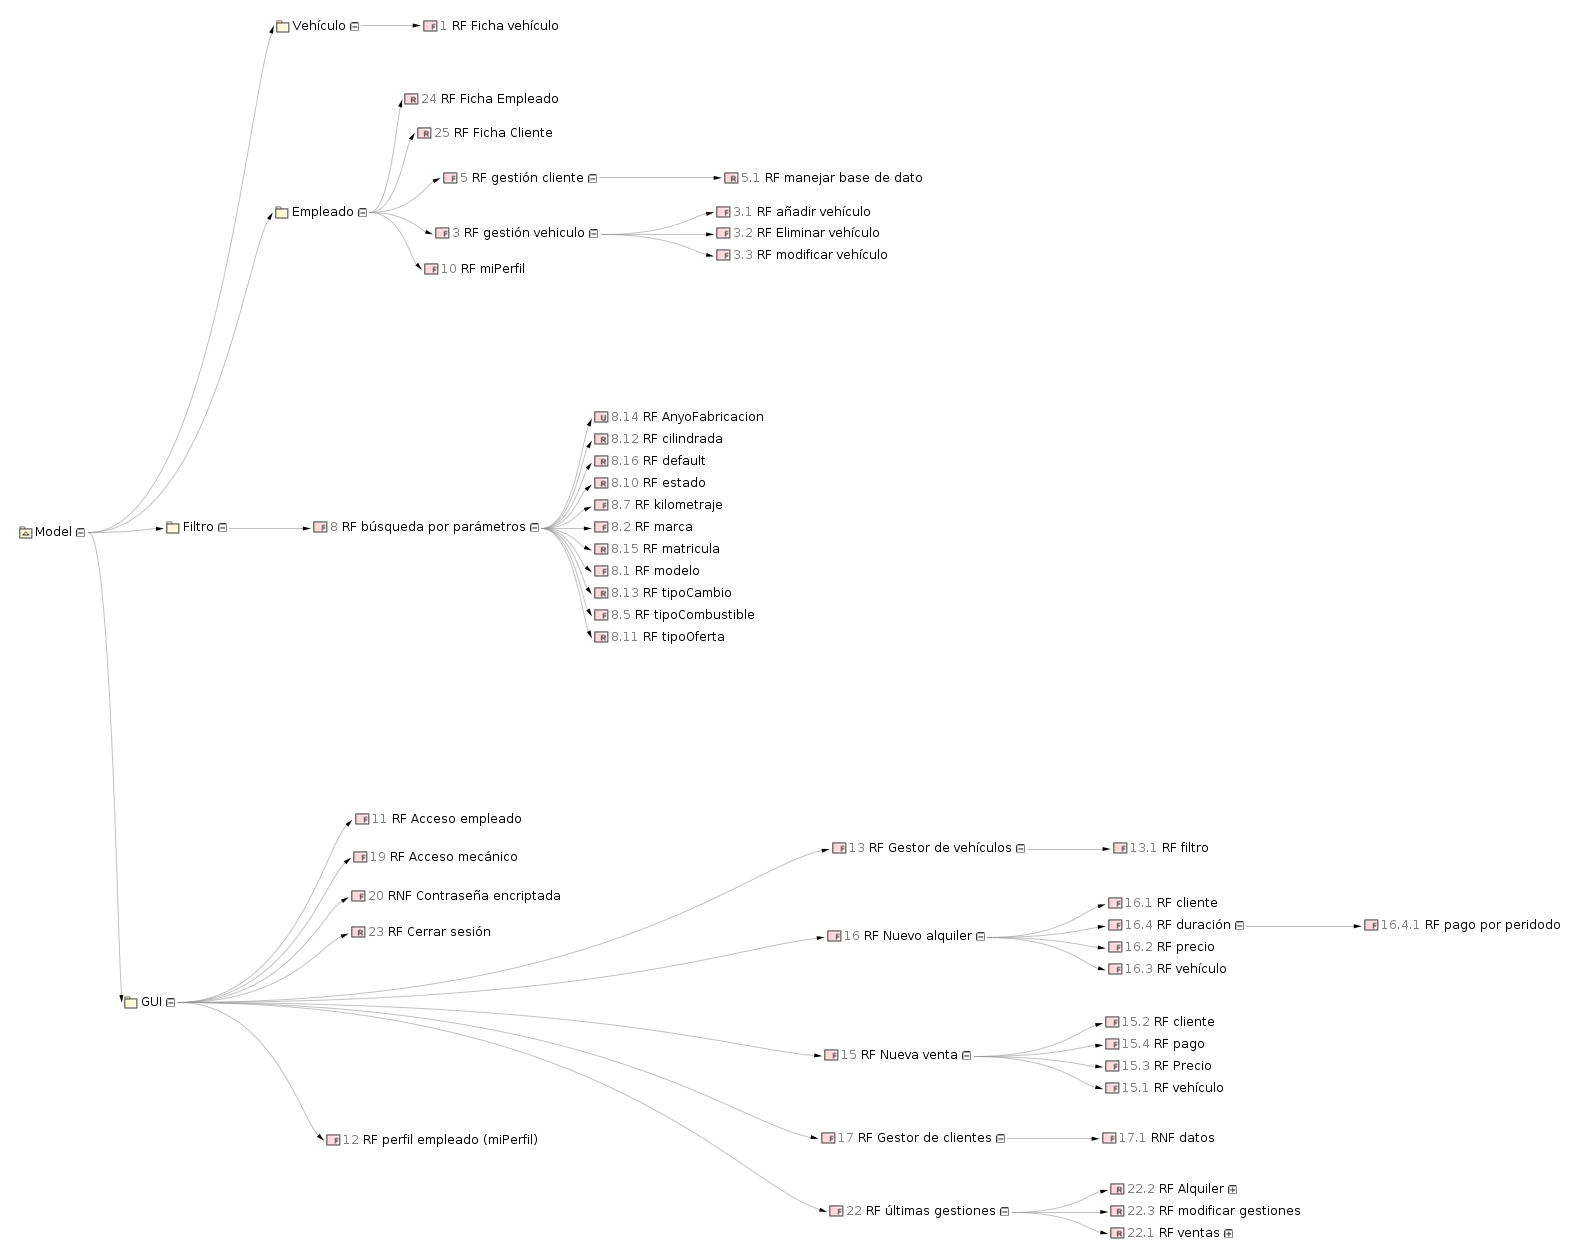 Model
Vehículo
1 RF Ficha vehículo
Empleado
24 RF Ficha Empleado
25 RF Ficha Cliente
5 RF gestión cliente
5.1 RF manejar base de dato
3 RF gestión vehiculo
3.1 RF añadir vehículo
3.2 RF Eliminar vehículo
3.3 RF modificar vehículo
10 RF miPerfil
Filtro
8 RF búsqueda por parámetros
8.14 RF AnyoFabricacion
8.12 RF cilindrada
8.16 RF default
8.10 RF estado
8.7 RF kilometraje
8.2 RF marca
8.15 RF matricula
8.1 RF modelo
8.13 RF tipoCambio
8.5 RF tipoCombustible
8.11 RF tipoOferta
GUI
11 RF Acceso empleado
19 RF Acceso mecánico
20 RNF Contraseña encriptada
23 RF Cerrar sesión
13 RF Gestor de vehículos
13.1 RF filtro
16 RF Nuevo alquiler
16.1 RF cliente
16.4 RF duración
16.4.1 RF pago por peridodo
16.2 RF precio
16.3 RF vehículo
15 RF Nueva venta
15.2 RF cliente
15.4 RF pago
15.3 RF Precio
15.1 RF vehículo
17 RF Gestor de clientes
17.1 RNF datos
12 RF perfil empleado (miPerfil)
22 RF últimas gestiones
22.2 RF Alquiler
22.3 RF modificar gestiones
22.1 RF ventas